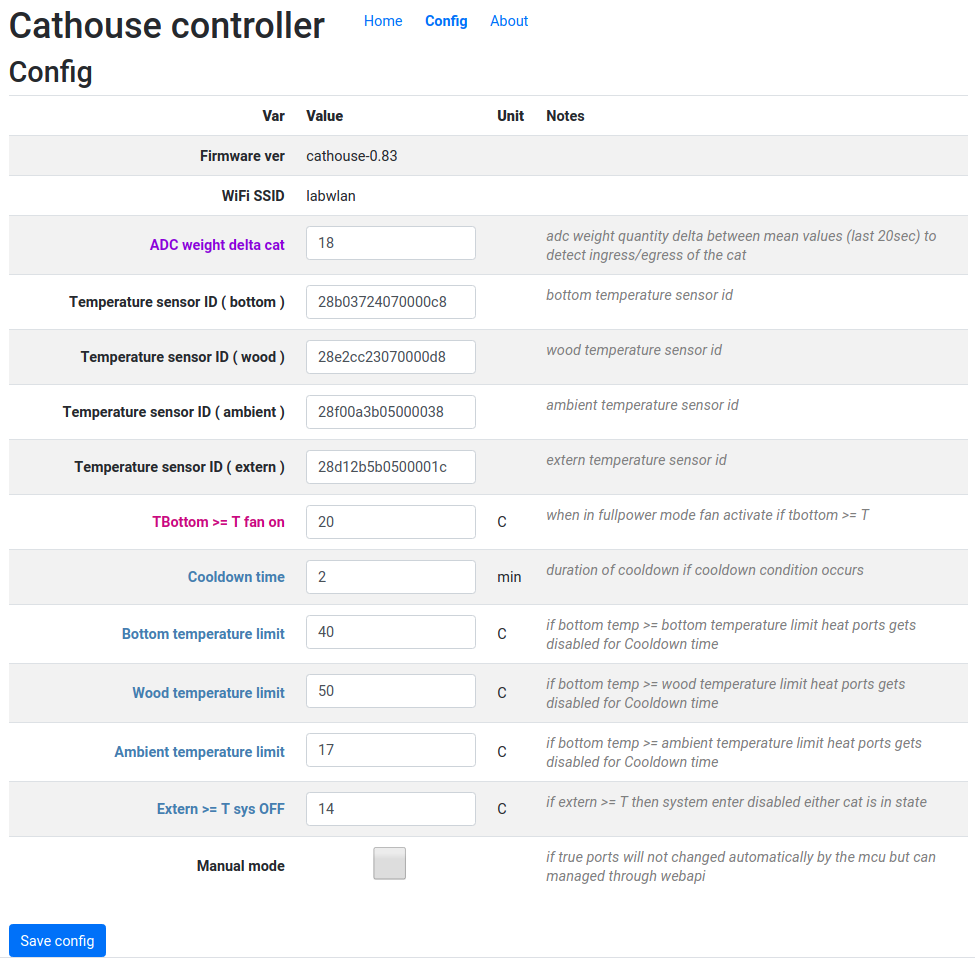 Cathouse controller Home Config About
Config
Var Value Unit Notes
Firmware ver cathouse-0.83
WiFi SSID labwlan
ADC weight delta cat 18 adc weight quantity delta between mean values (last 20sec) to
detect ingress/egress of the cat
Temperature sensor ID ( bottom ) 28b03724070000c8 bottom temperature sensor id
Temperature sensor ID ( wood ) 28e2cc23070000d8 wood temperature sensor id
Temperature sensor ID ( ambient ) 28f00a3b05000038 ambient temperature sensor id
Temperature sensor ID ( extern ) 28d12b5b0500001c extern temperature sensor id
TBottom >= T fan on 20 C when in fullpower mode fan activate if tbottom >= T
Cooldown time 2 min duration of cooldown if cooldown condition occurs
Bottom temperature limit 40 C if bottom temp >= bottom temperature limit heat ports gets
disabled for Cooldown time
Wood temperature limit 50 C if bottom temp >= wood temperature limit heat ports gets
disabled for Cooldown time
Ambient temperature limit 17 C if bottom temp >= ambient temperature limit heat ports gets
disabled for Cooldown time
Extern >= T sys OFF 14 C if extern >= T then system enter disabled either cat is in state
Manual mode if true ports will not changed automatically by the mcu but can
managed through webapi
Save config